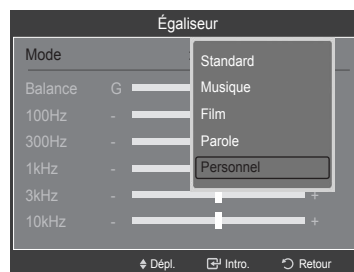 Égaliseur
Mode :
Standard
Musique
Film
Parole
Personnel
Balance G
100Hz -
300Hz -
1kHz -
3kHz - +
10kHz - +
Dépl. Intro. Retour